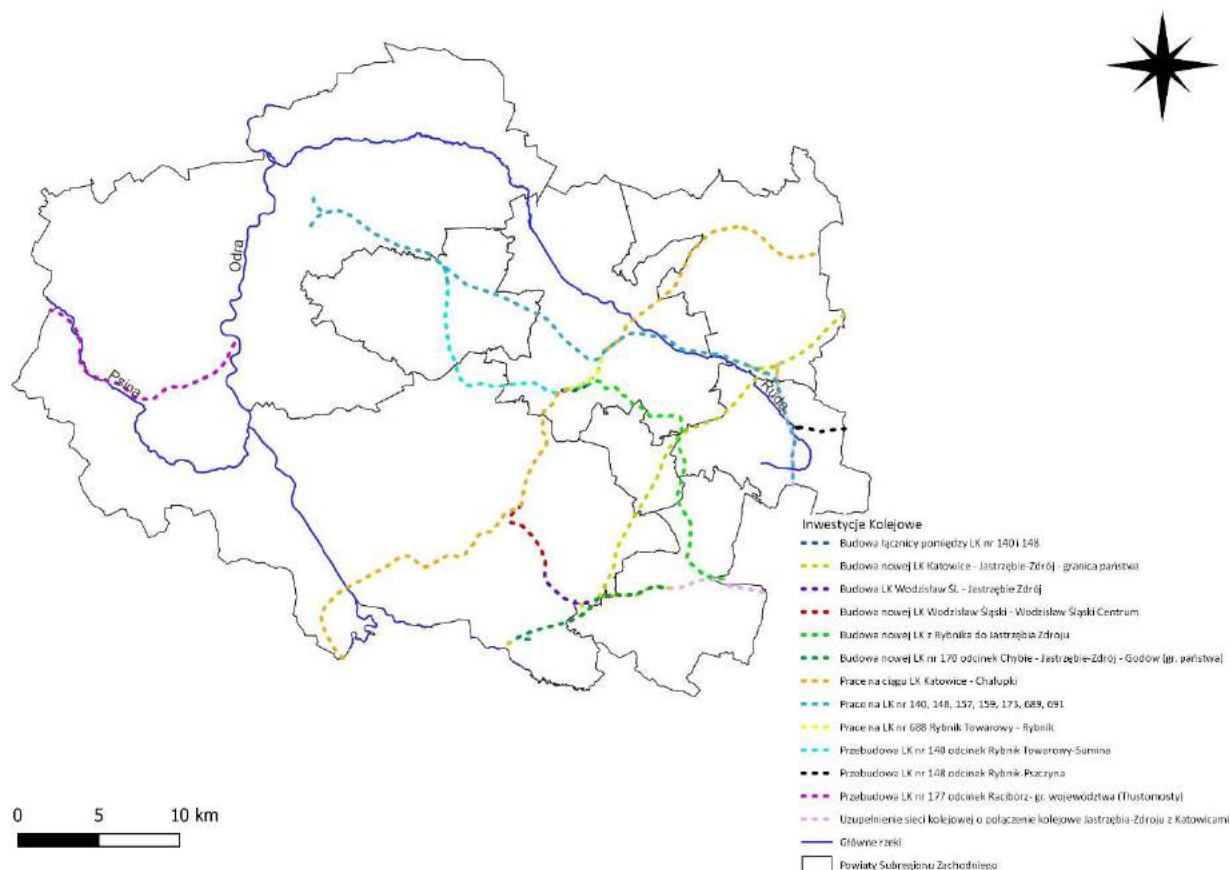 Odra
Psina
Ruda
Inwestycje Kolejowe
Budowa łącznicy pomiędzy LK nr 140 i 148
Budowa nowej LK Katowice - Jastrzębie-Zdrój - granica państwa
Budowa LK Wodzisław Śl. - Jastrzębie Zdrój
Budowa nowej LK Wodzisław Śląski - Wodzisław Śląski Centrum
Budowa nowej LK z Rybnika do Jastrzębia Zdroju
Budowa nowej LK nr 170 odcinek Chybie - Jastrzębie-Zdrój - Godów (gr. państwa)
Prace na ciągu LK Katowice - Chałupki
Prace na LK nr 140, 148, 157, 159, 173, 689, 691
Prace na LK nr 688 Rybnik Towarowy - Rybnik
Przebudowa LK nr 140 odcinek Rybnik Towarowy-Sumina
Przebudowa LK nr 148 odcinek Rybnik-Pszczyna
Przebudowa LK nr 177 odcinek Racibórz- gr. województwa (Tłustomosty)
Uzupełnienie sieci kolejowej o połączenie kolejowe Jastrzębia-Zdroju z Katowicami
Główne rzeki
Powiaty Subregionu Zachodniego
0 5 10 km